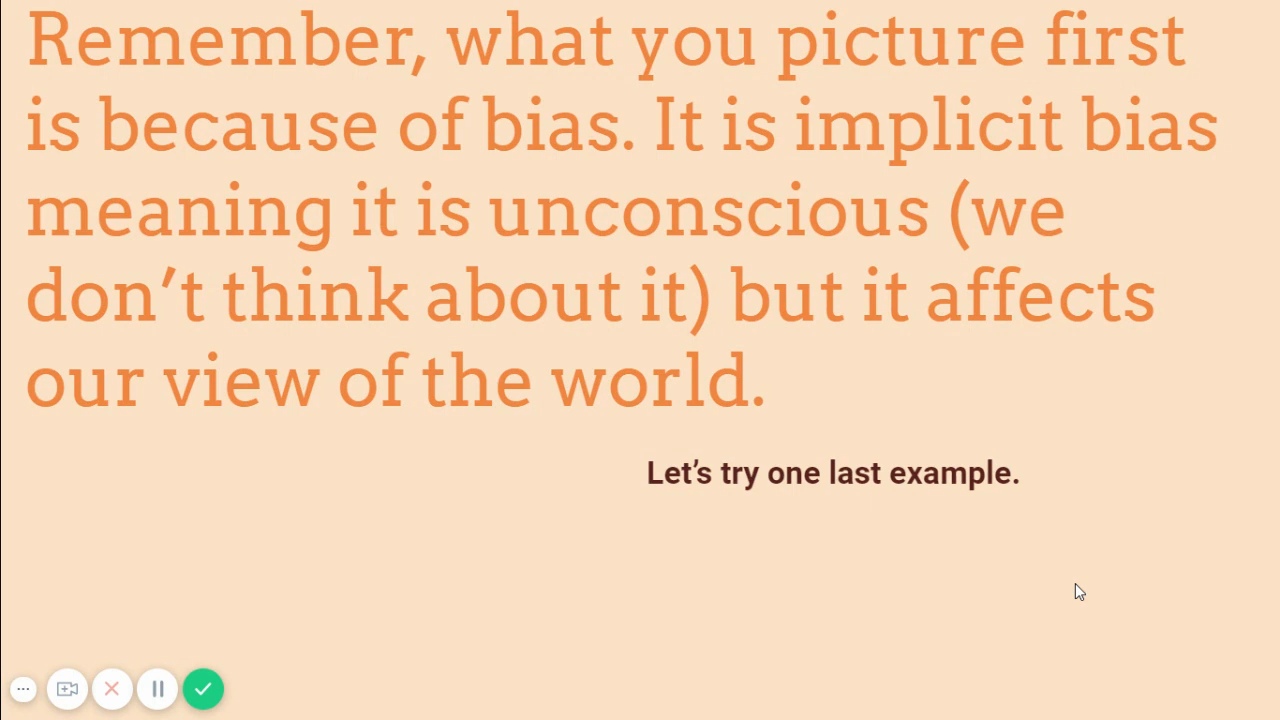 Remember, what you picture first
is because of bias. It is implicit bias
meaning it is unconscious (we
don’t think about it) but it affects
our view of the world.
Let’s try one last example.